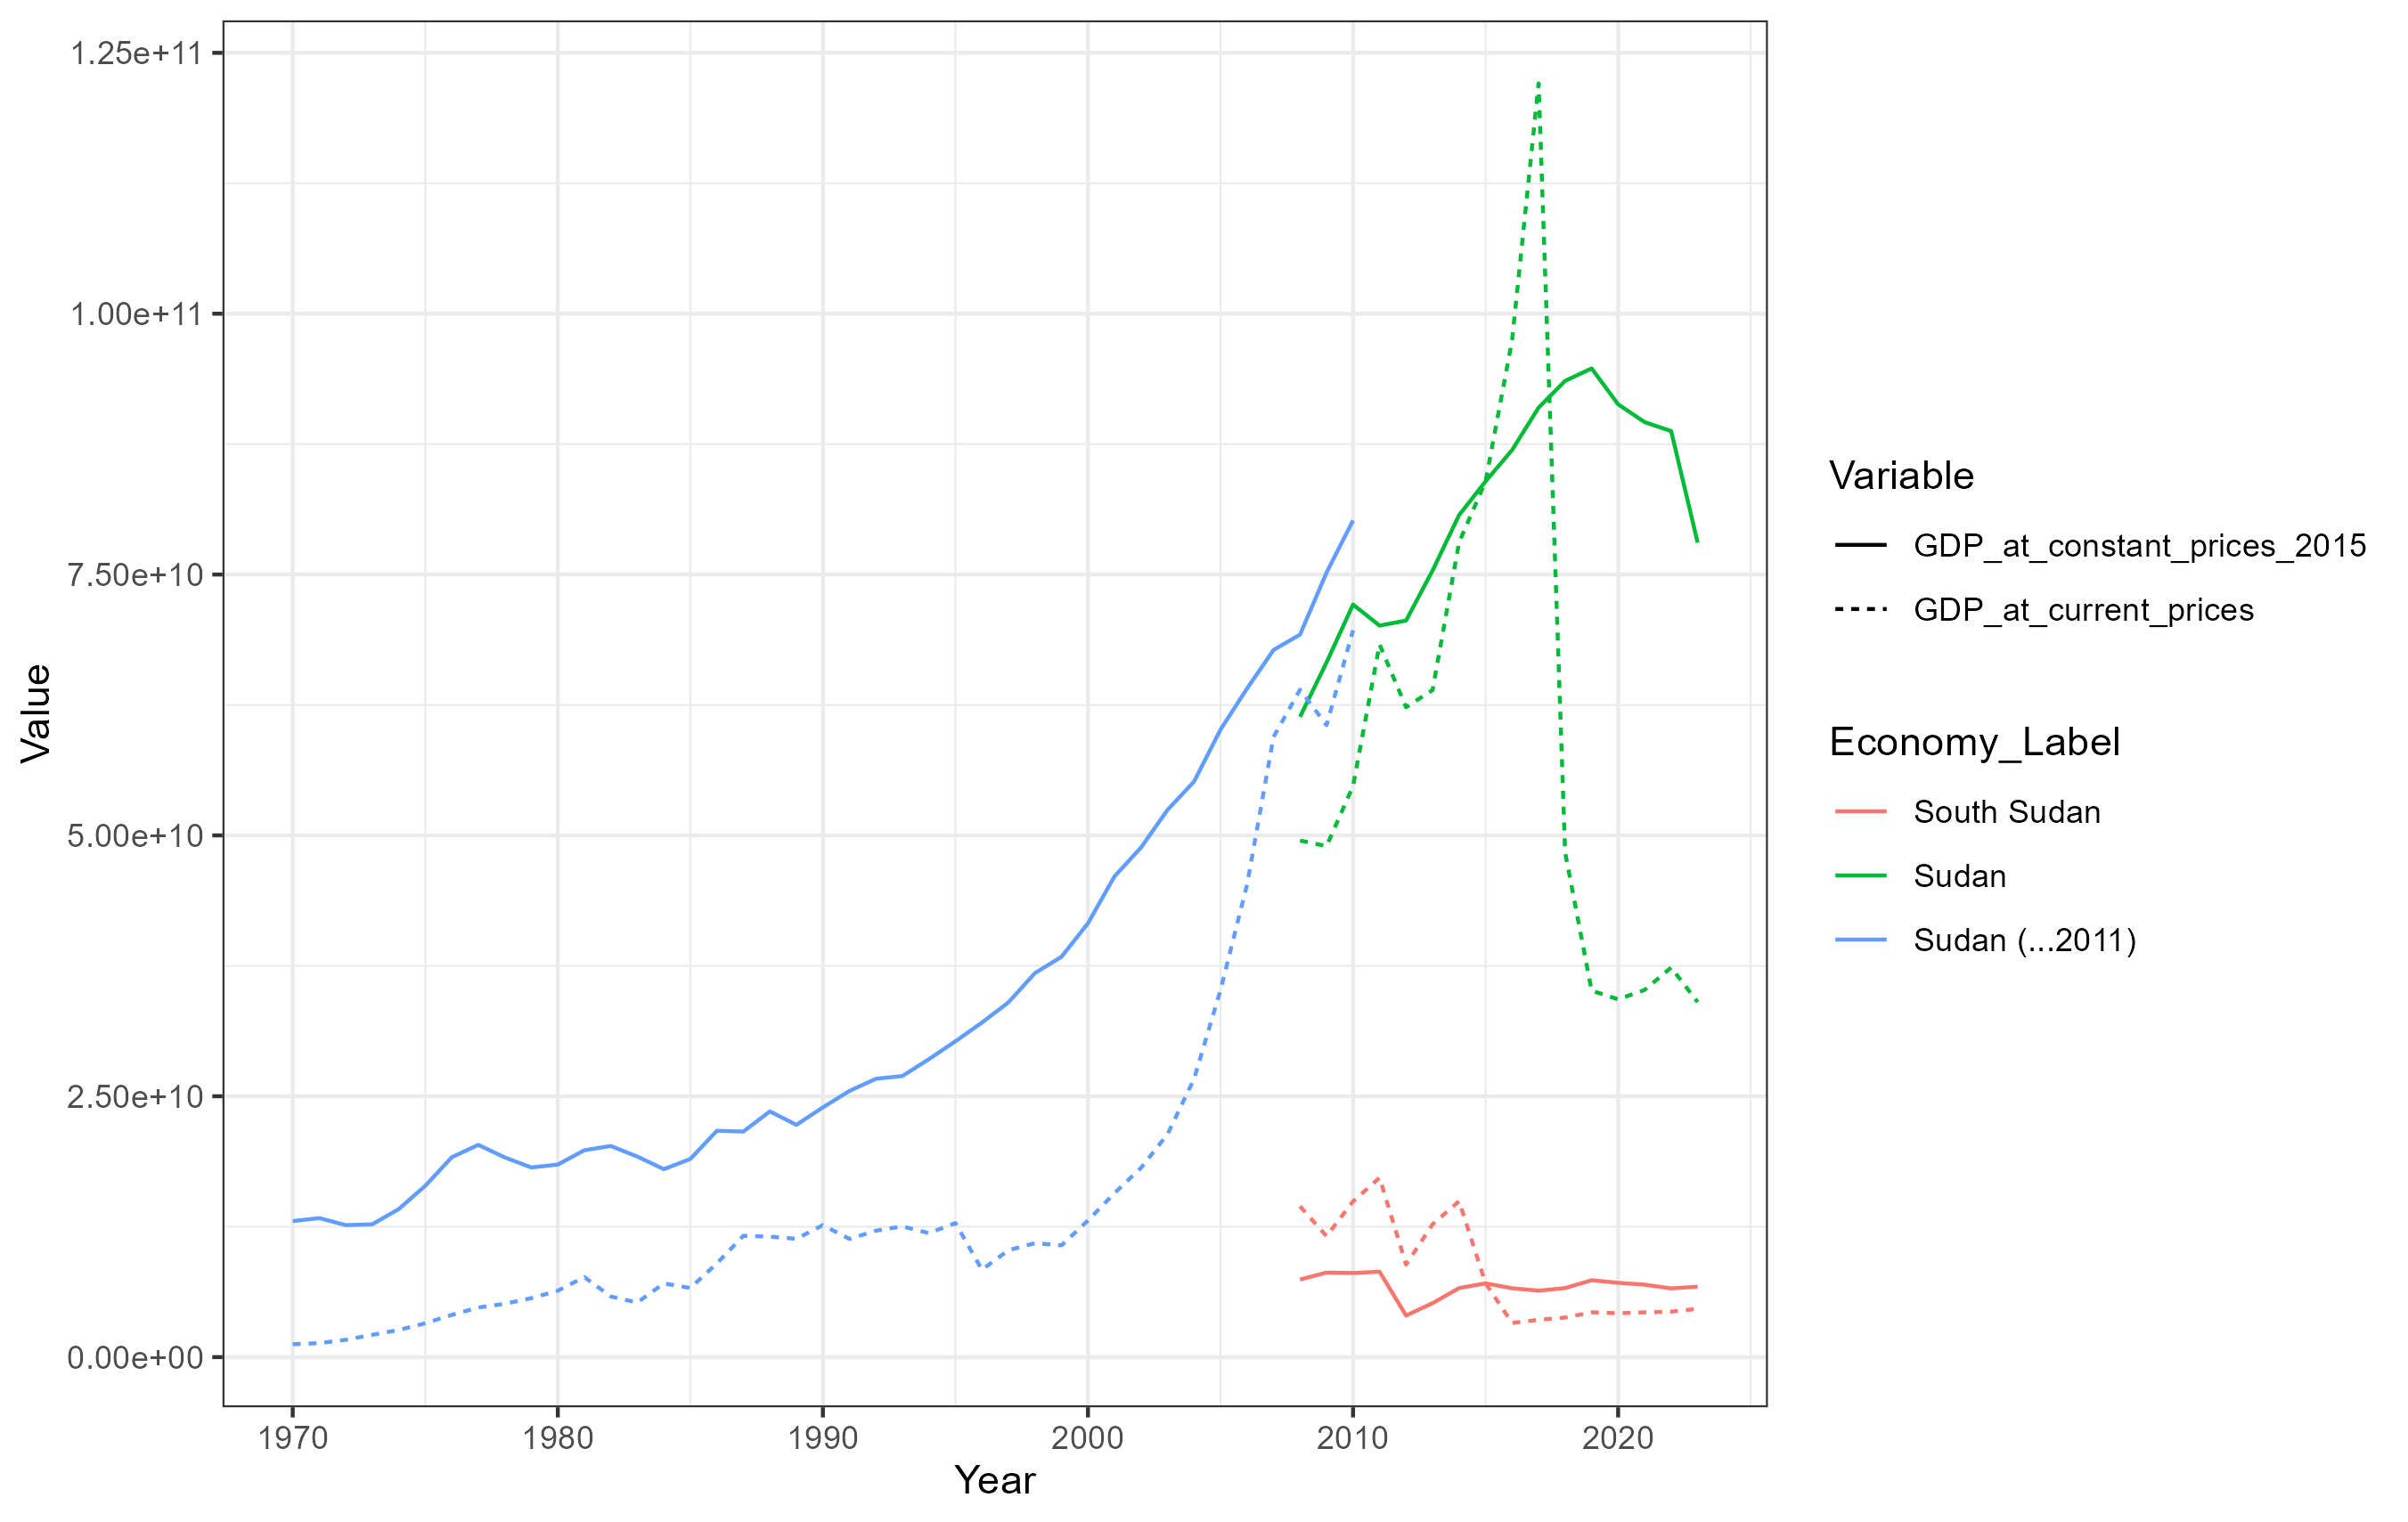 1.25e+11
1.00e+11
7.50e+10
5.00e+10
2.50e+10
0.00e+00
Value
1970 1980 1990 2000 2010 2020
Year
Variable
GDP_at_constant_prices_2015
GDP_at_current_prices
Economy_Label
South Sudan
Sudan
Sudan (...2011)